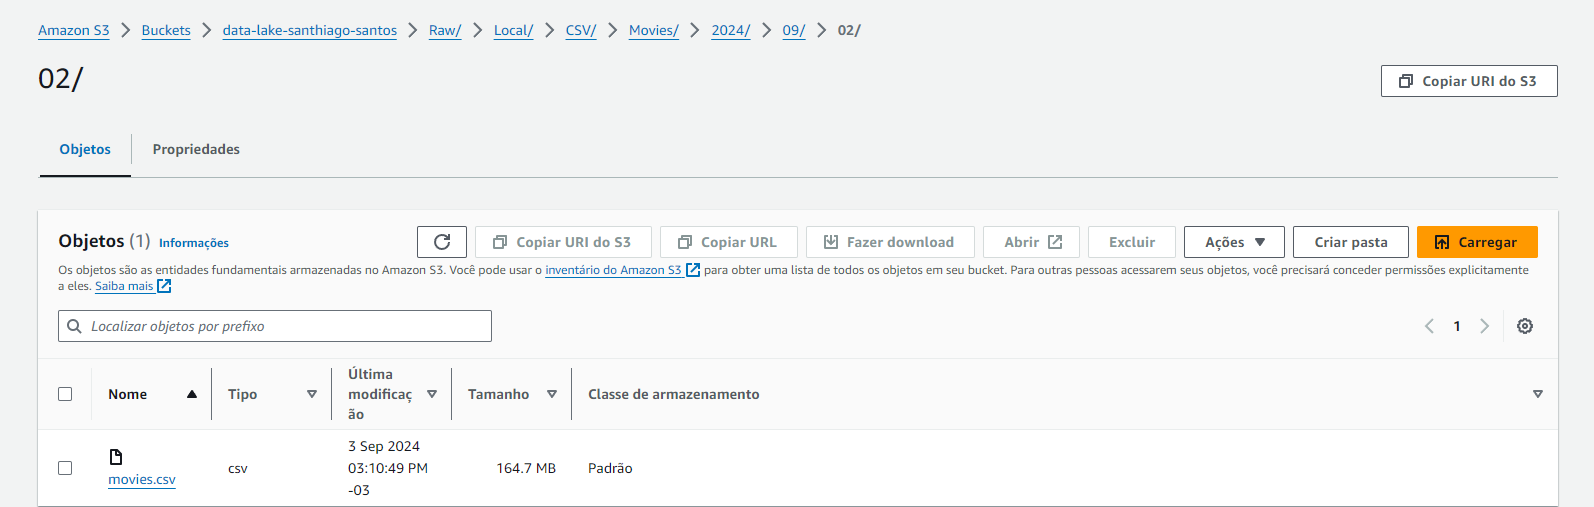 Amazon S3 Buckets data-lake-santhiago-santos Raw/ Local/ CSV/ Movies/ 2024/ 09/ 02/
02/
Copiar URI do S3
Objetos Propriedades
Objetos (1) Informações
Copiar URI do S3 Copiar URL Fazer download Abrir Excluir Ações Criar pasta Carregar
Os objetos são as entidades fundamentais armazenadas no Amazon S3. Você pode usar o inventário do Amazon S3 para obter uma lista de todos os objetos em seu bucket. Para outras pessoas acessarem seus objetos, você precisará conceder permissões explicitamente
a eles. Saiba mais
Localizar objetos por prefixo
1
Nome Tipo
Última
modificaç
ão
Tamanho Classe de armazenamento
movies.csv
csv
3 Sep 2024
03:10:49 PM
-03
164.7 MB
Padrão